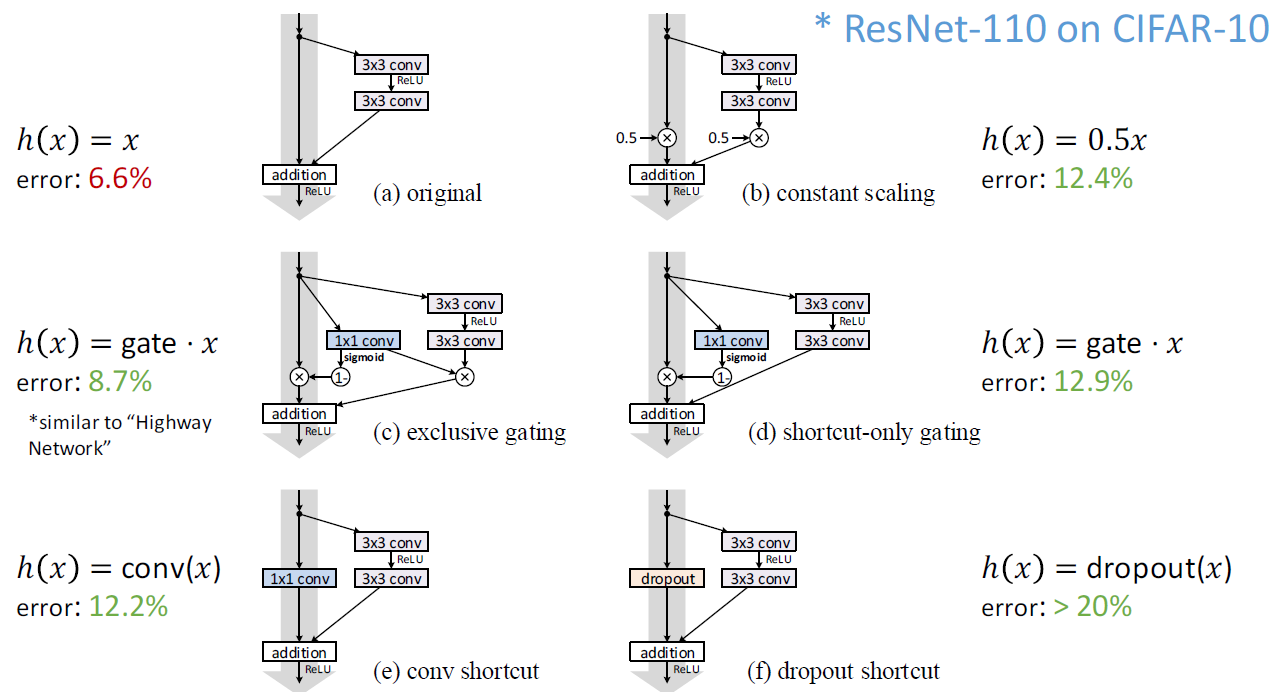 * ResNet-110 on CIFAR-10
3x3 conv
ReLU
3x3 conv
h(x) = x
error: 6.6%
addition
ReLU
(a) original
3x3 conv
ReLU
3x3 conv
0.5
×
0.5
×
addition
ReLU
(b) constant scaling
h(x) = 0.5x
error: 12.4%
3x3 conv
ReLU
1x1 conv
3x3 conv
sigmoid
h(x) = gate · x
error: 8.7%
*similar to “Highway
Network”
×
1-
×
addition
ReLU
(c) exclusive gating
3x3 conv
ReLU
1x1 conv
3x3 conv
sigmoid
×
1-
addition
ReLU
(d) shortcut-only gating
h(x) = gate · x
error: 12.9%
3x3 conv
ReLU
1x1 conv
3x3 conv
h(x) = conv(x)
error: 12.2%
addition
ReLU
(e) conv shortcut
3x3 conv
ReLU
dropout
3x3 conv
addition
ReLU
(f) dropout shortcut
h(x) = dropout(x)
error: > 20%